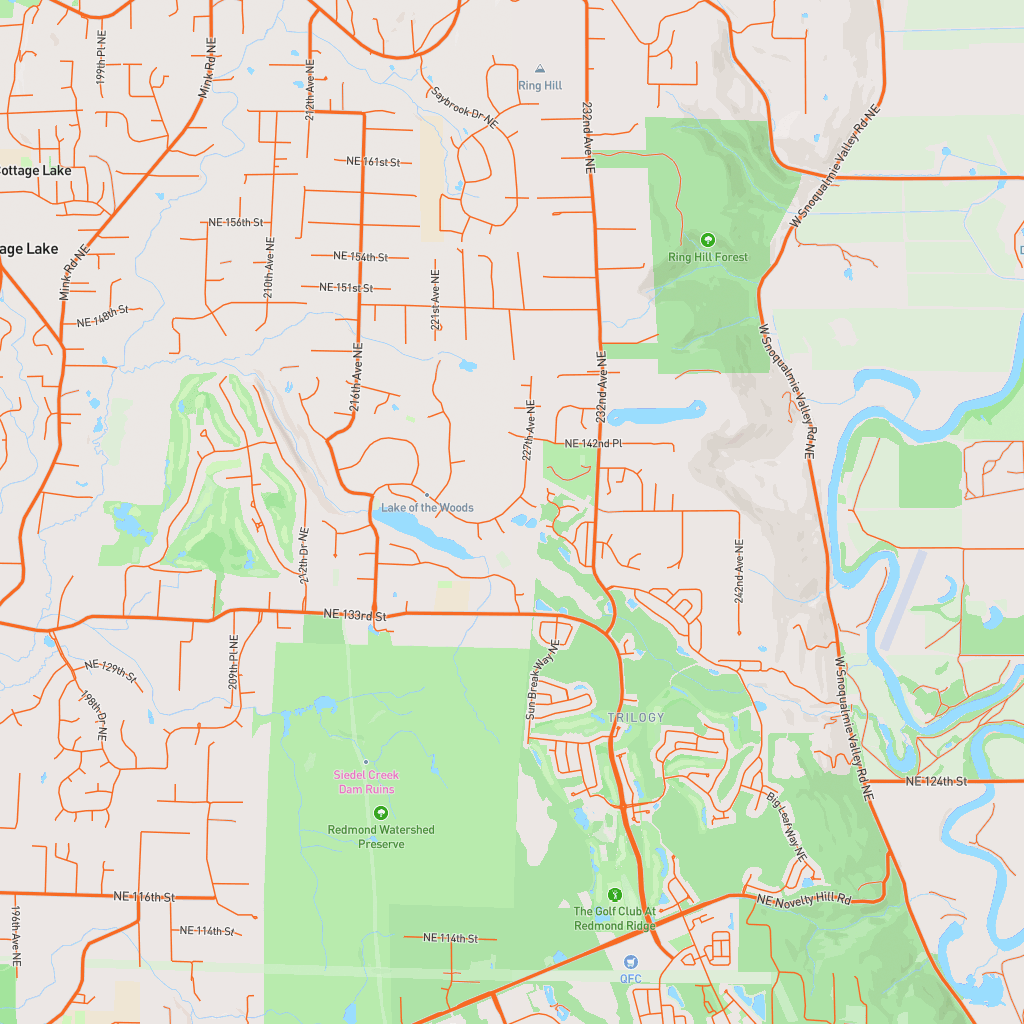 199th Pl NE
Mink Rd NE
212th Ave NE
Ring Hill
Saybrook Dr NE
232nd Ave NE
W Snoqualmie Valley Rd NE
NE 161st St
Cottage Lake
NE 156th St
age Lake
Mink Rd NE
210th Ave NE
NE 154th St
Ring Hill Forest
NE 151st St
221st Ave NE
NE 148th St
W Snoqualmie Valley Rd NE
216th Ave NE
232nd Ave NE
227th Ave NE
NE 142nd Pl
Lake of the Woods
212th Dr NE
242nd Ave NE
NE 133rd St
209th Pl NE
NE 129th St
198th Dr NE
Sun Break Way NE
TRILOGY
W Snoqualmie Valley Rd NE
Siedel Creek
Dam Ruins
NE 124th St
Redmond Watershed
Preserve
Big Leaf Way NE
NE 116th St
NE Novelty Hill Rd
The Golf Club At
Redmond Ridge
196th Ave NE
NE 114th St
NE 114th St
QFC